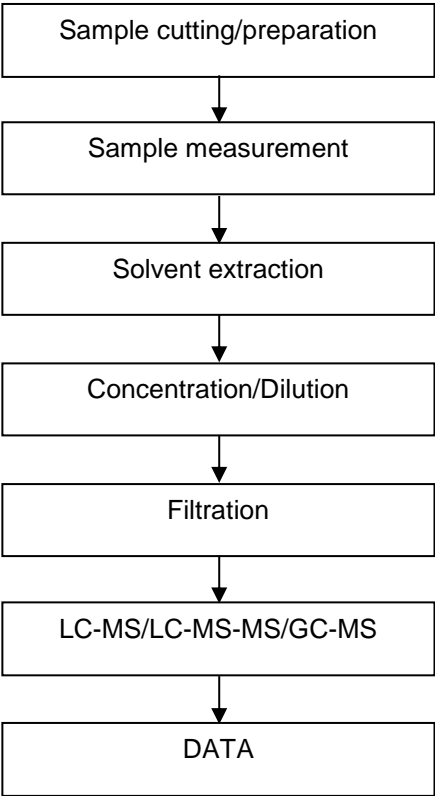 Sample cutting/preparation
Sample measurement
Solvent extraction
Concentration/Dilution
Filtration
LC-MS/LC-MS-MS/GC-MS
DATA